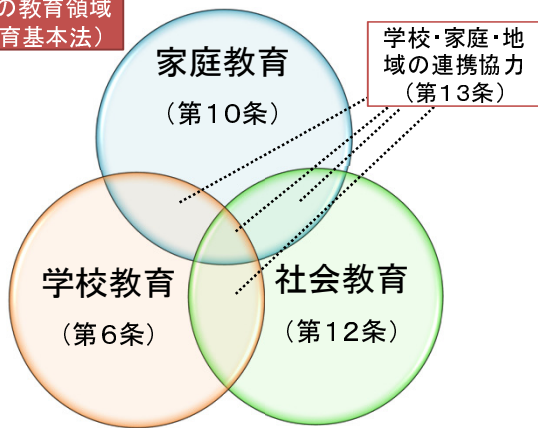 の教育領域
育基本法）
学校・家庭・地
域の連携協力
（第１３条）
家庭教育
（第１０条）
学校教育
（第６条）
社会教育
（第１２条）